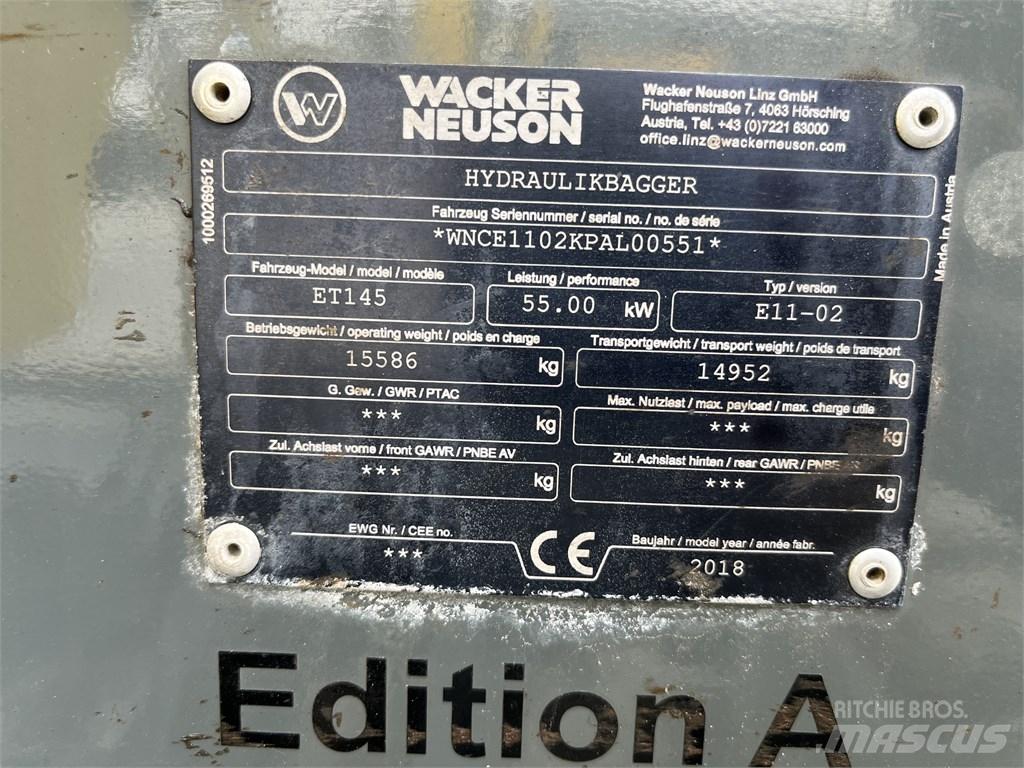 W
WACKER
NEUSON
Wacker Neuson Linz GmbH
Flughafenstraße 7, 4063 Hörsching
Austria, Tel. +43 (0)7221 63000
office.linz@wackerneuson.com
1000269512
HYDRAULIKBAGGER
Made in Austria
Fahrzeug Seriennummer / serial no. / no. de série
*WNCE1102KPAL00551*
Fahrzeug-Model / model / modèle
ET145
Leistung / performance
55.00 kW
Typ / version
E11-02
Betriebsgewicht / operating weight / poids en charge
15586 kg
Transportgewicht / transport weight / poids de transport
14952 kg
G. Gew. / GWR / PTAC
*** kg
Max. Nutzlast / max. payload / max. charge utile
*** kg
Zul. Achslast vorne / front GAWR / PNBE AV
*** kg
Zul. Achslast hinten / rear GAWR / PNBE AR
*** kg
EWG Nr. / CEE no.
***
CE
Baujahr / model year / année fabr.
2018
Edition A
RITCHIE BROS.
MASCUS